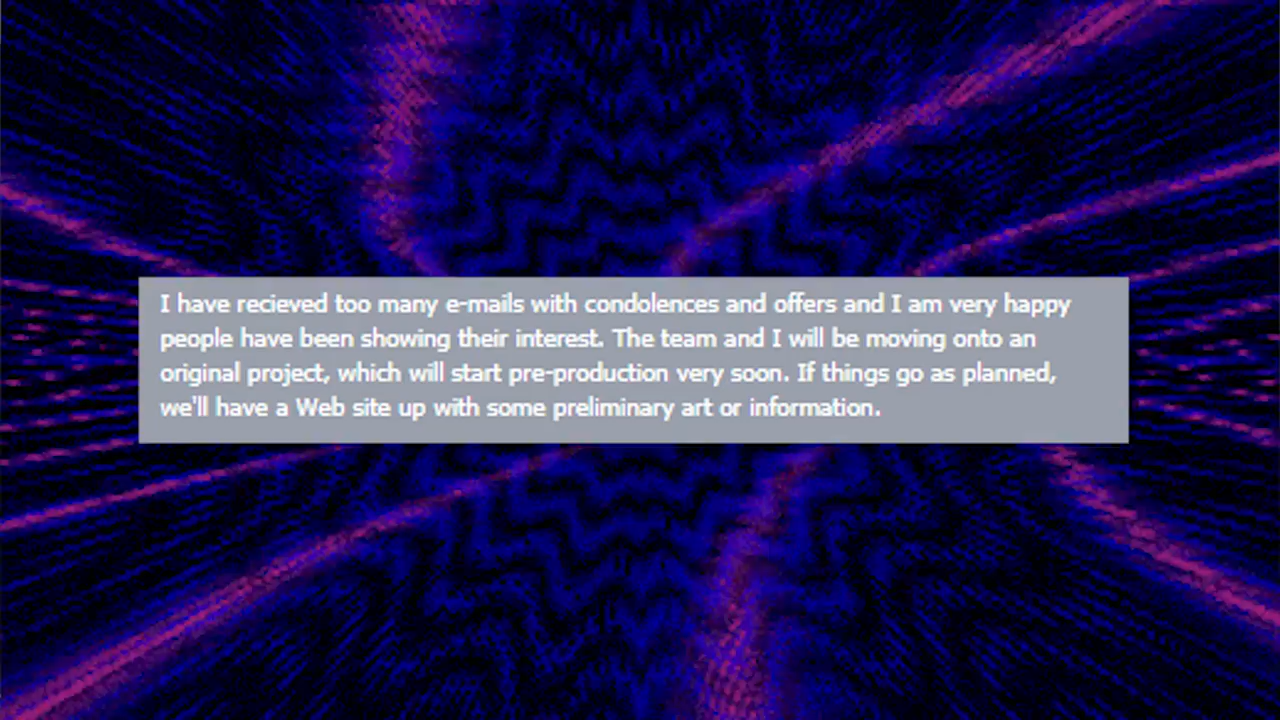 I have recieved too many e-mails with condolences and offers and I am very happy
people have been showing their interest. The team and I will be moving onto an
original project, which will start pre-production very soon. If things go as planned,
we'll have a Web site up with some preliminary art or information.